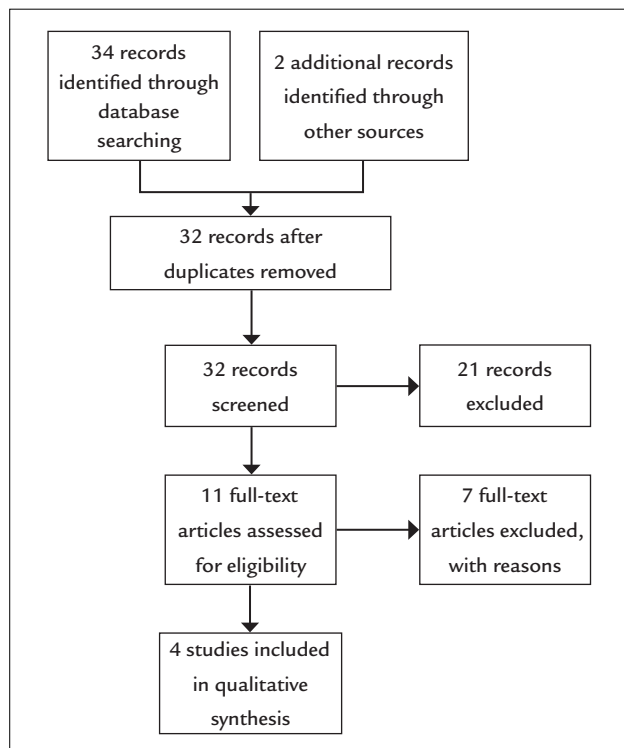 34 records
identified through
database
searching
2 additional records
identified through
other sources
32 records after
duplicates removed
32 records
screened
21 records
excluded
11 full-text
articles assessed
for eligibility
7 full-text
articles excluded,
with reasons
4 studies included
in qualitative
synthesis